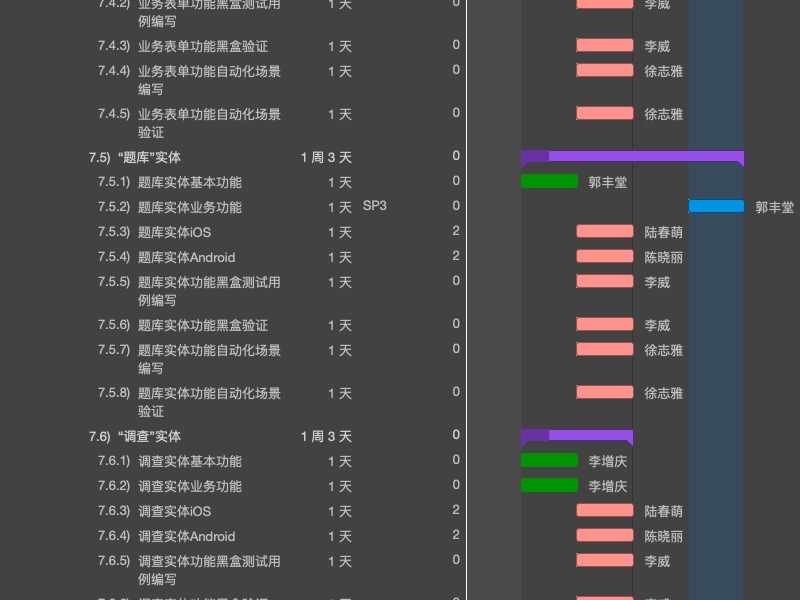 7.4.2) 业务表单功能黑盒测试用 1 天 0 李威
例编写
7.4.3) 业务表单功能黑盒验证 1 天 0 李威
7.4.4) 业务表单功能自动化场景 1 天 0 徐志雅
编写
7.4.5) 业务表单功能自动化场景 1 天 0 徐志雅
验证
7.5) “题库”实体 1 周 3 天 0
7.5.1) 题库实体基本功能 1 天 0 郭丰堂
7.5.2) 题库实体业务功能 1 天 SP3 0 郭丰堂
7.5.3) 题库实体iOS 1 天 2 陆春萌
7.5.4) 题库实体Android 1 天 2 陈晓丽
7.5.5) 题库实体功能黑盒测试用 1 天 0 李威
例编写
7.5.6) 题库实体功能黑盒验证 1 天 0 李威
7.5.7) 题库实体功能自动化场景 1 天 0 徐志雅
编写
7.5.8) 题库实体功能自动化场景 1 天 0 徐志雅
验证
7.6) “调查”实体 1 周 3 天 0
7.6.1) 调查实体基本功能 1 天 0 李增庆
7.6.2) 调查实体业务功能 1 天 0 李增庆
7.6.3) 调查实体iOS 1 天 2 陆春萌
7.6.4) 调查实体Android 1 天 2 陈晓丽
7.6.5) 调查实体功能黑盒测试用 1 天 0 李威
例编写